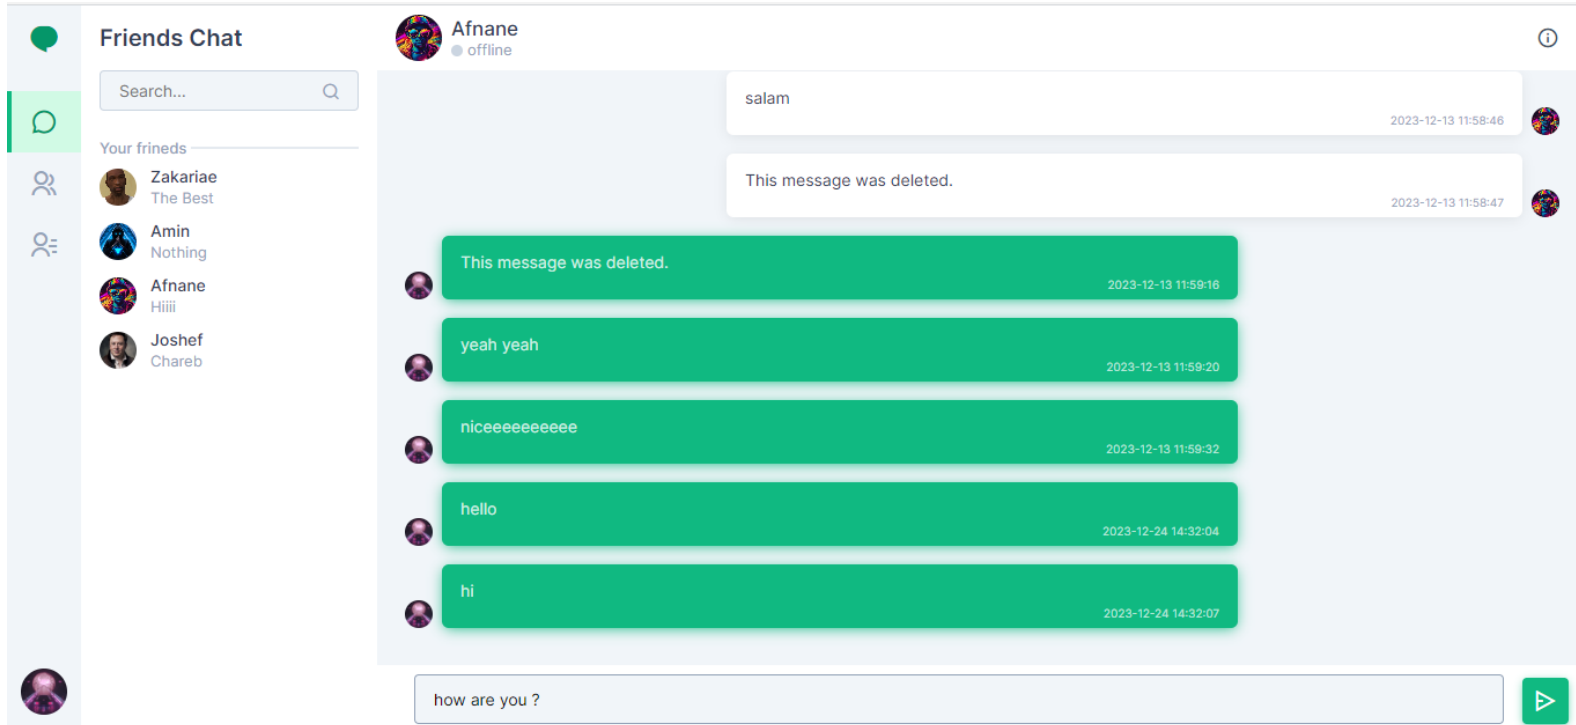 Friends Chat
Search...
Your frineds
Zakariae
The Best
Amin
Nothing
Afnane
Hiiii
Joshef
Chareb
Afnane
offline
salam
2023-12-13 11:58:46
This message was deleted.
2023-12-13 11:58:47
This message was deleted.
2023-12-13 11:59:16
yeah yeah
2023-12-13 11:59:20
niceeeeeeeeee
2023-12-13 11:59:32
hello
2023-12-24 14:32:04
hi
2023-12-24 14:32:07
how are you ?